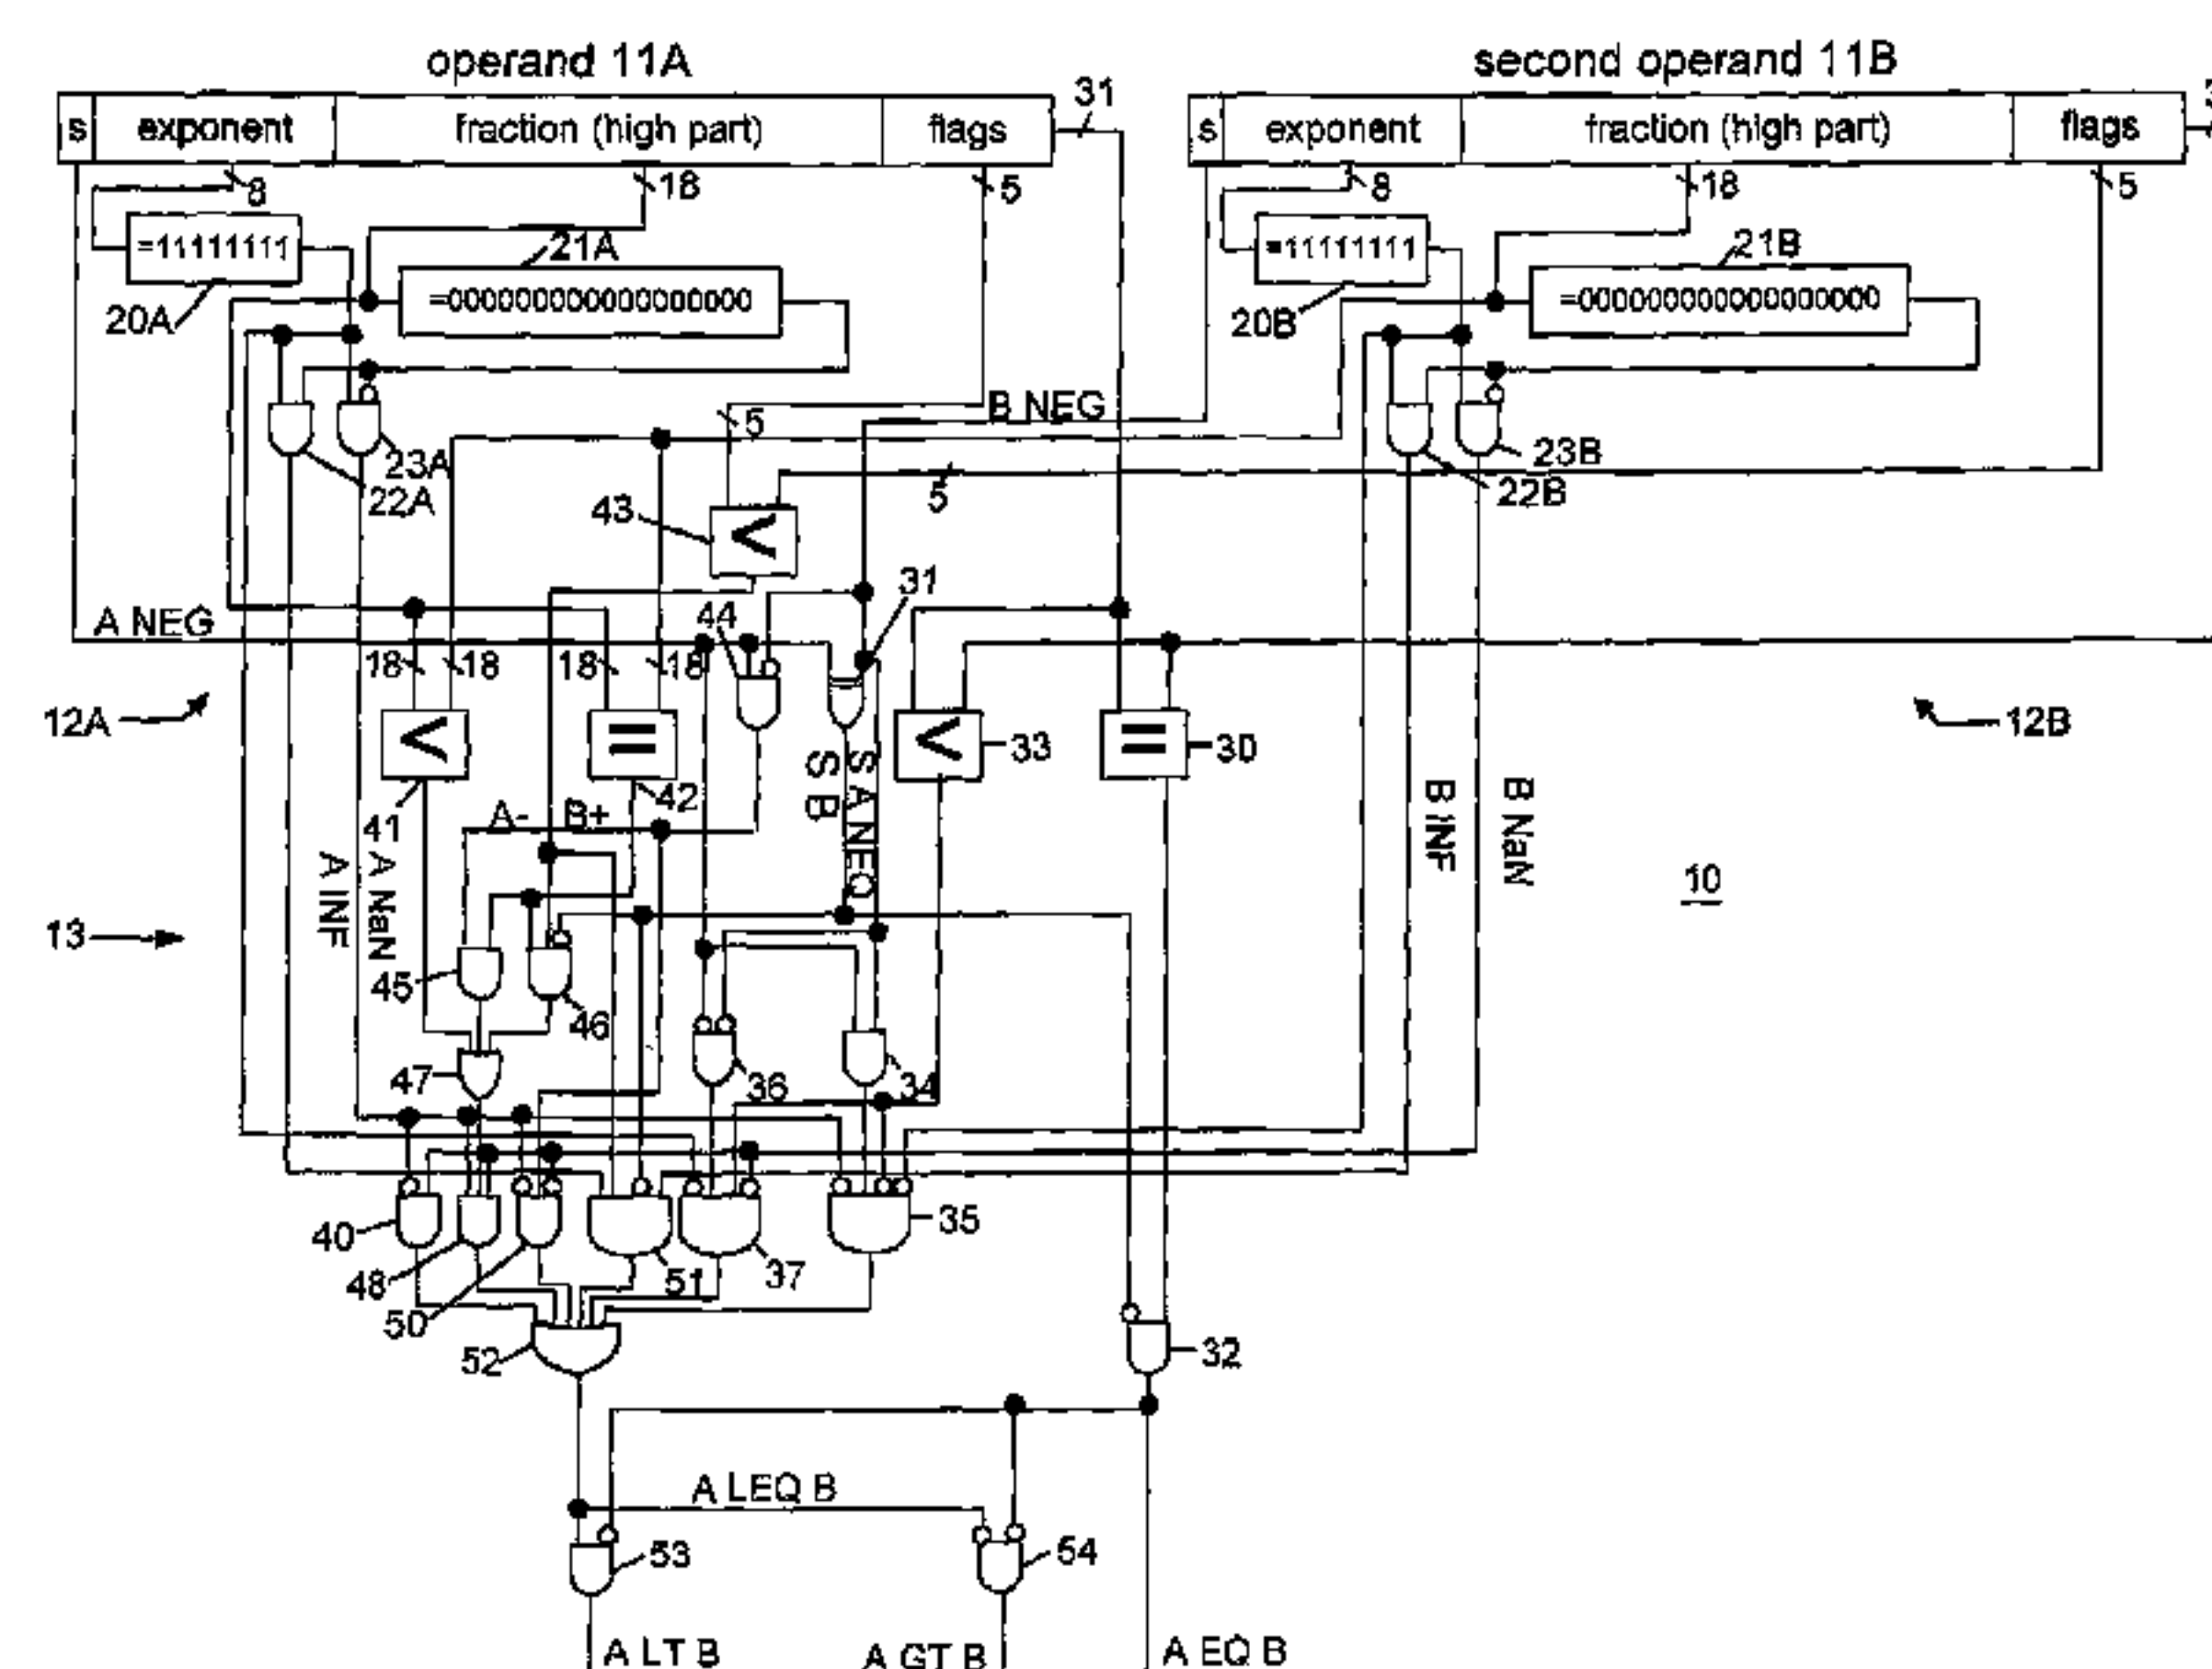 operand 11A
second operand 11B
31
s exponent fraction (high part) flags
s exponent fraction (high part) flags
8
18
5
8
18
5
=11111111
21A
=11111111
21B
=000000000000000000
=000000000000000000
20A
20B
5
B NEG
23A
22A
23B
22B
43
<
5
31
A NEG
44
18
18
18
18
12A
<
=
<
33
=
30
12B
41
42
A-
B+
S A NEQ
S B
B INF
B NaN
A INF
A NaN
10
13
45
46
47
36
34
40
48
50
51
37
35
52
32
A LEQ B
53
54
A LT B
A GT B
A EQ B